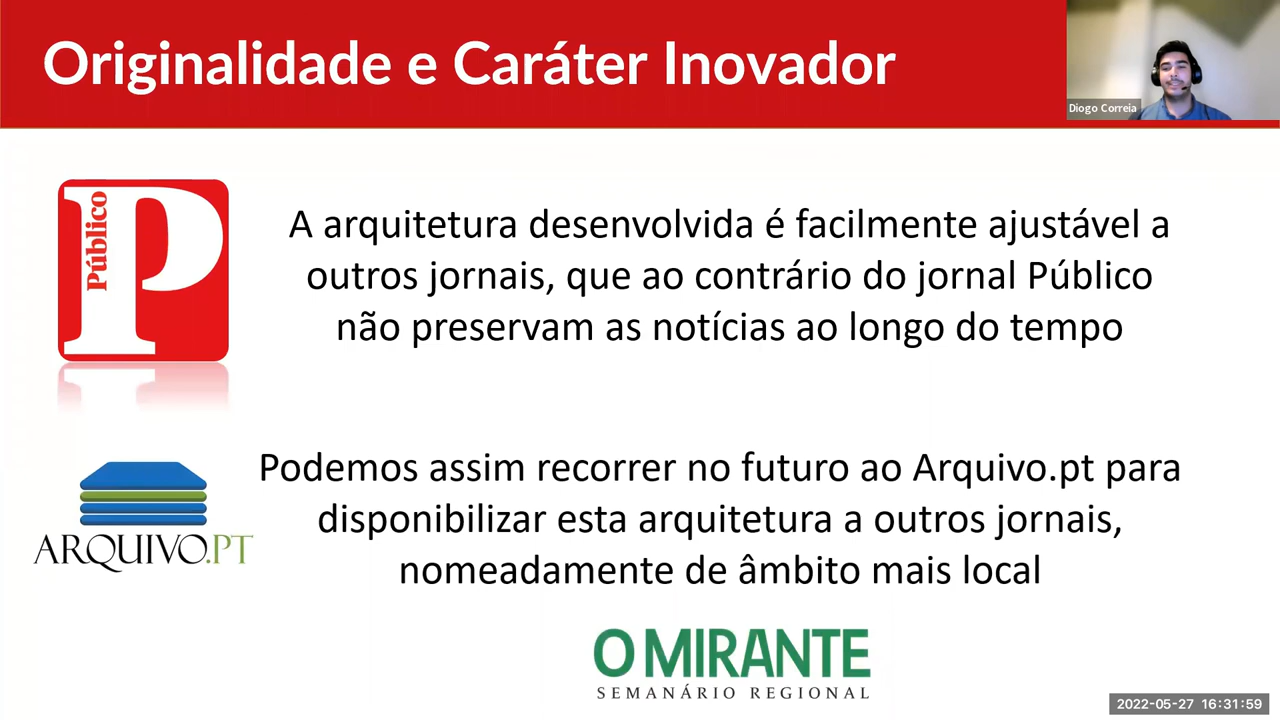 Originalidade e Caráter Inovador
Diogo Correia
Público
A arquitetura desenvolvida é facilmente ajustável a
outros jornais, que ao contrário do jornal Público
não preservam as notícias ao longo do tempo
Podemos assim recorrer no futuro ao Arquivo.pt para
disponibilizar esta arquitetura a outros jornais,
nomeadamente de âmbito mais local
ARQUIVO.PT
O MIRANTE
SEMANÁRIO REGIONAL
2022-05-27 16:31:59